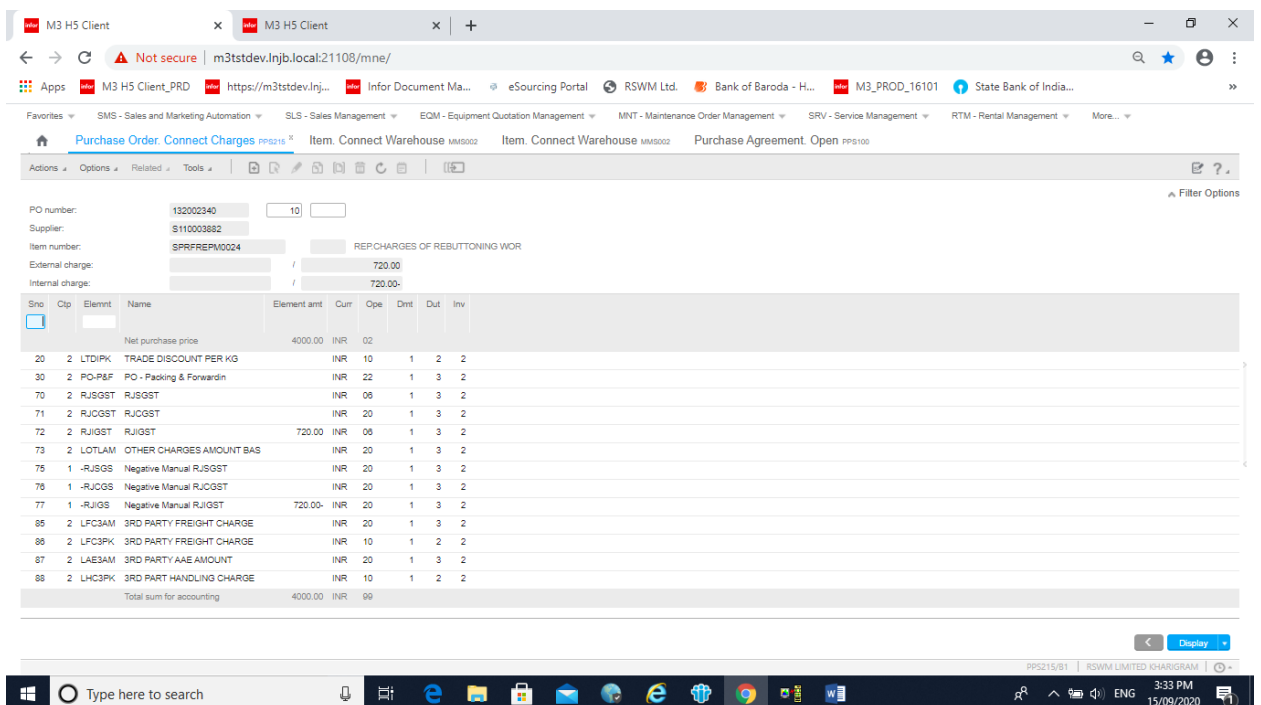 infor M3 H5 Client × infor M3 H5 Client × +
Not secure | m3tstdev.lnjb.local:21108/mne/
Apps infor M3 H5 Client_PRD infor https://m3tstdev.lnj... infor Infor Document Ma... eSourcing Portal RSWM Ltd. Bank of Baroda - H... infor M3_PROD_16101 State Bank of India... »
Favorites SMS - Sales and Marketing Automation SLS - Sales Management EQM - Equipment Quotation Management MNT - Maintenance Order Management SRV - Service Management RTM - Rental Management More...
Purchase Order. Connect Charges PPS215 × Item. Connect Warehouse MMS002 Item. Connect Warehouse MMS002 Purchase Agreement. Open PPS100
Actions Options Related Tools ?
Filter Options
PO number: 132002340 10
Supplier: S110003882
Item number: SPRFREPM0024 REP.CHARGES OF REBUTTONING WOR
External charge: / 720.00
Internal charge: / 720.00-
Sno Ctp Elemnt Name Element amt Curr Ope Dmt Dut Inv
Net purchase price 4000.00 INR 02
20 2 LTDIPK TRADE DISCOUNT PER KG INR 10 1 2 2
30 2 PO-P&F PO - Packing & Forwardin INR 22 1 3 2
70 2 RJSGST RJSGST INR 06 1 3 2
71 2 RJCGST RJCGST INR 20 1 3 2
72 2 RJIGST RJIGST 720.00 INR 06 1 3 2
73 2 LOTLAM OTHER CHARGES AMOUNT BAS INR 20 1 3 2
75 1 -RJSGS Negative Manual RJSGST INR 20 1 3 2
76 1 -RJCGS Negative Manual RJCGST INR 20 1 3 2
77 1 -RJIGS Negative Manual RJIGST 720.00- INR 20 1 3 2
85 2 LFC3AM 3RD PARTY FREIGHT CHARGE INR 20 1 3 2
86 2 LFC3PK 3RD PARTY FREIGHT CHARGE INR 10 1 2 2
87 2 LAE3AM 3RD PARTY AAE AMOUNT INR 20 1 3 2
88 2 LHC3PK 3RD PART HANDLING CHARGE INR 10 1 2 2
Total sum for accounting 4000.00 INR 99
Display
PPS215/B1 | RSWM LIMITED KHARIGRAM
Type here to search ENG 3:33 PM
15/09/2020